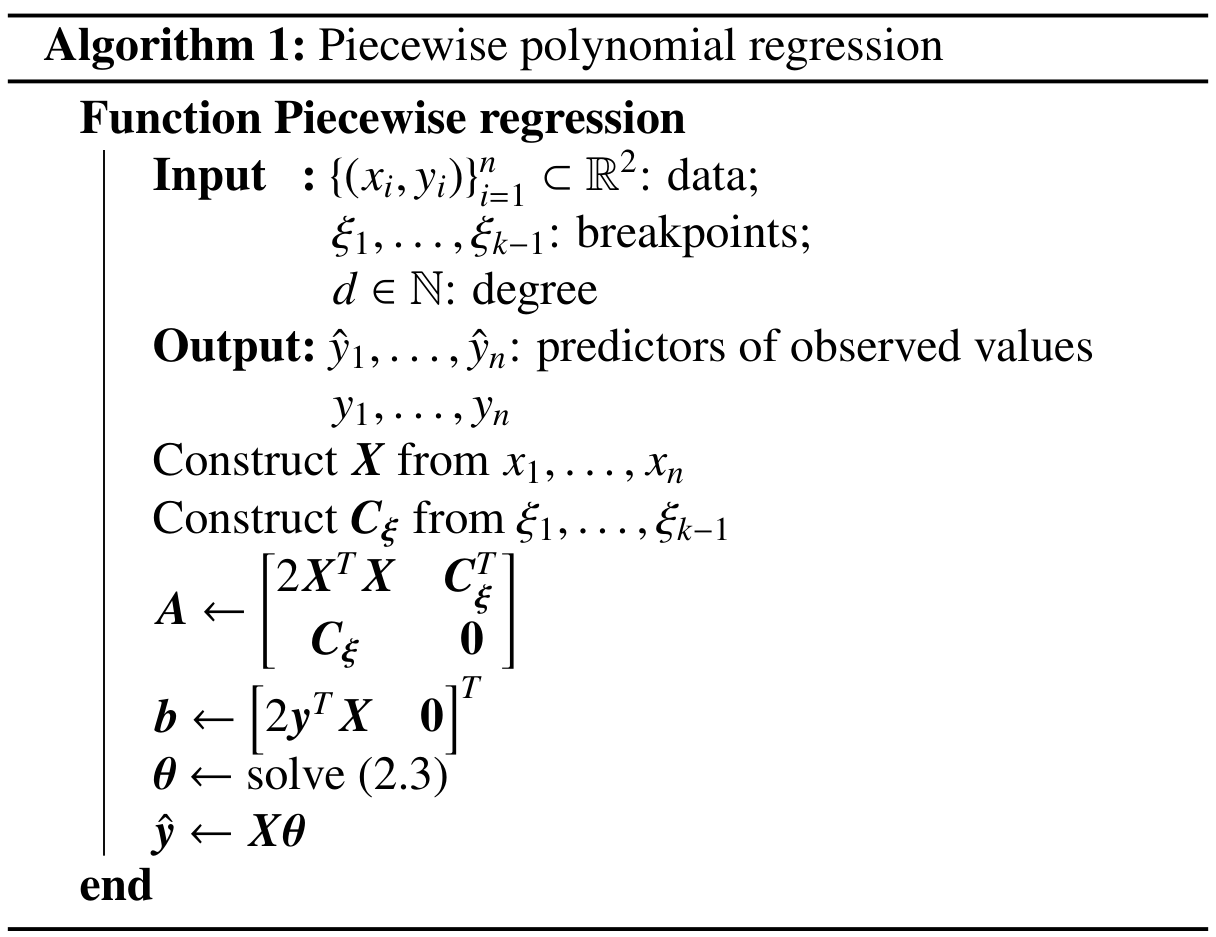 Algorithm 1: Piecewise polynomial regression
Function Piecewise regression
Input : $\{(x_i, y_i)\}_{i=1}^{n} \subset \mathbb{R}^2$: data;
$\xi_1, \ldots, \xi_{k-1}$: breakpoints;
$d \in \mathbb{N}$: degree
Output: $\hat{y}_1, \ldots, \hat{y}_n$: predictors of observed values
$y_1, \ldots, y_n$
Construct $\boldsymbol{X}$ from $x_1, \ldots, x_n$
Construct $\boldsymbol{C}_{\boldsymbol{\xi}}$ from $\xi_1, \ldots, \xi_{k-1}$
$\boldsymbol{A} \leftarrow \begin{bmatrix} 2\boldsymbol{X}^T\boldsymbol{X} & \boldsymbol{C}_{\boldsymbol{\xi}}^T \\ \boldsymbol{C}_{\boldsymbol{\xi}} & \boldsymbol{0} \end{bmatrix}$
$\boldsymbol{b} \leftarrow \begin{bmatrix} 2\boldsymbol{y}^T\boldsymbol{X} & \boldsymbol{0} \end{bmatrix}^T$
$\boldsymbol{\theta} \leftarrow$ solve (2.3)
$\hat{\boldsymbol{y}} \leftarrow \boldsymbol{X}\boldsymbol{\theta}$
end